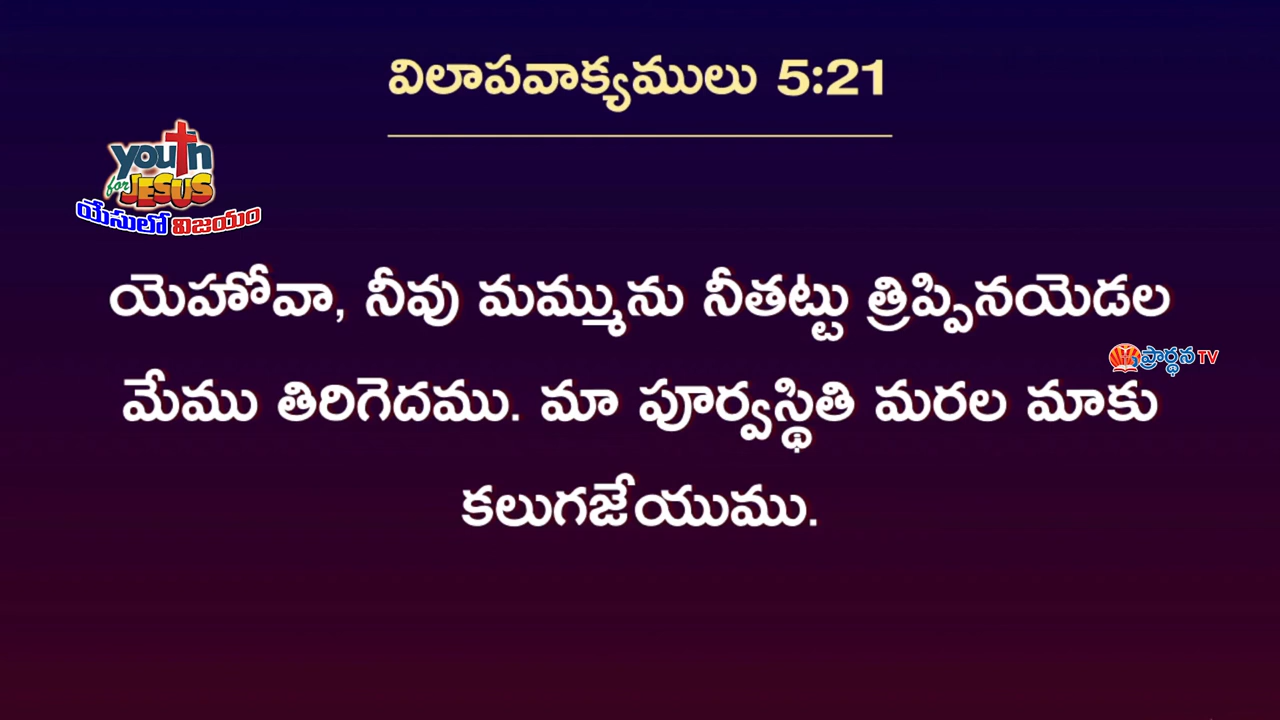 విలాపవాక్యములు 5:21
youth
for JESUS
యేసులో విజయం
యెహోవా, నీవు మమ్మును నీతట్టు త్రిప్పినయెడల
ప్రార్థన TV
మేము తిరిగెదము. మా పూర్వస్థితి మరల మాకు
కలుగజేయుము.